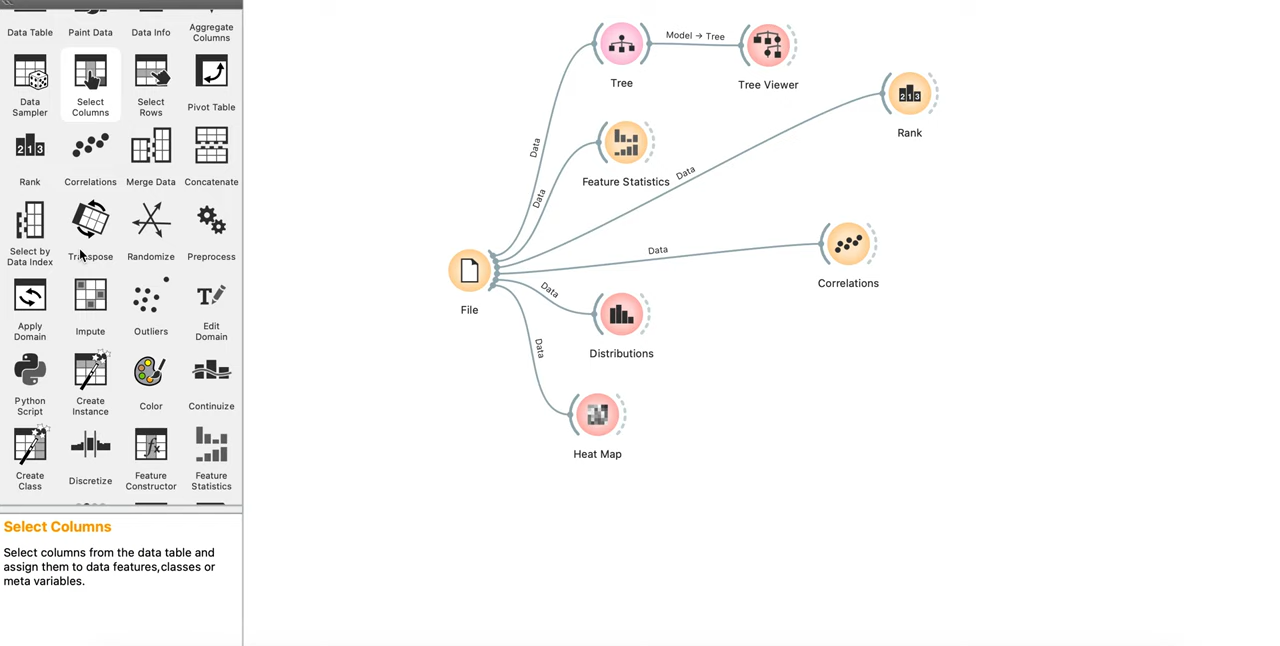 Data Table
Paint Data
Data Info
Aggregate
Columns
Data
Sampler
Select
Columns
Select
Rows
Pivot Table
Rank
Correlations
Merge Data
Concatenate
Select by
Data Index
Transpose
Randomize
Preprocess
Apply
Domain
Impute
Outliers
Edit
Domain
Python
Script
Create
Instance
Color
Continuize
Create
Class
Discretize
Feature
Constructor
Feature
Statistics
Select Columns
Select columns from the data table and
assign them to data features,classes or
meta variables.
Tree
Model → Tree
Tree Viewer
213
Rank
Data
Feature Statistics
Data
Data
Data
Correlations
File
Data
Distributions
Data
Heat Map